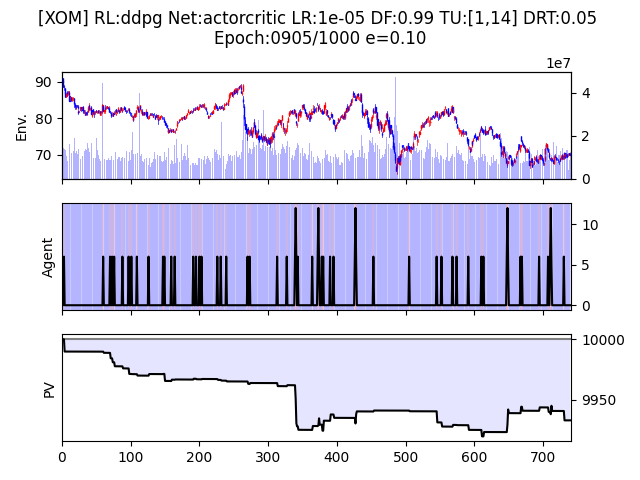 [XOM] RL:ddpg Net:actorcritic LR:1e-05 DF:0.99 TU:[1,14] DRT:0.05
Epoch:0905/1000 e=0.10
1e7
Env.
90
80
70
4
2
0
Agent
10
5
0
PV
10000
9950
0 100 200 300 400 500 600 700